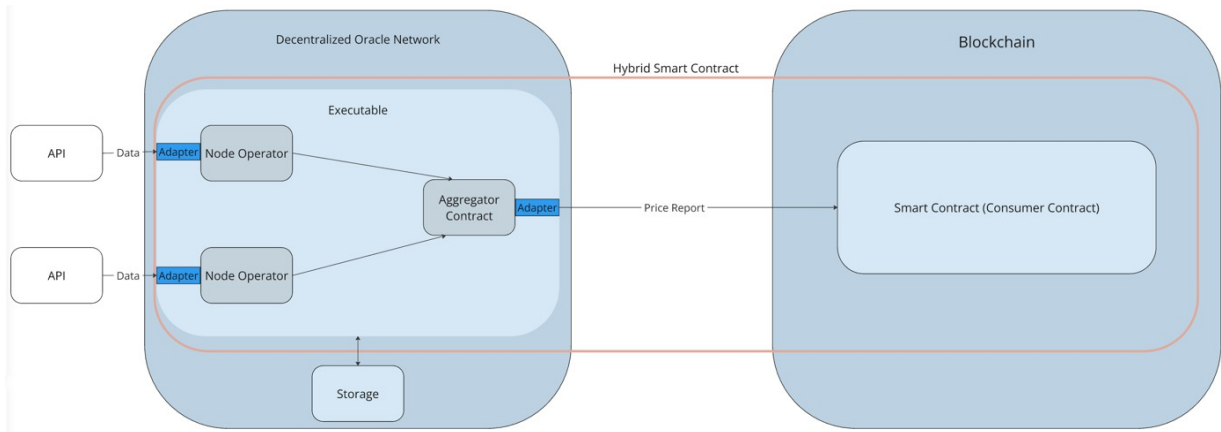 Decentralized Oracle Network
Blockchain
Hybrid Smart Contract
Executable
API
Data
Adapter
Node Operator
Aggregator
Contract
Adapter
Price Report
Smart Contract (Consumer Contract)
API
Data
Adapter
Node Operator
Storage